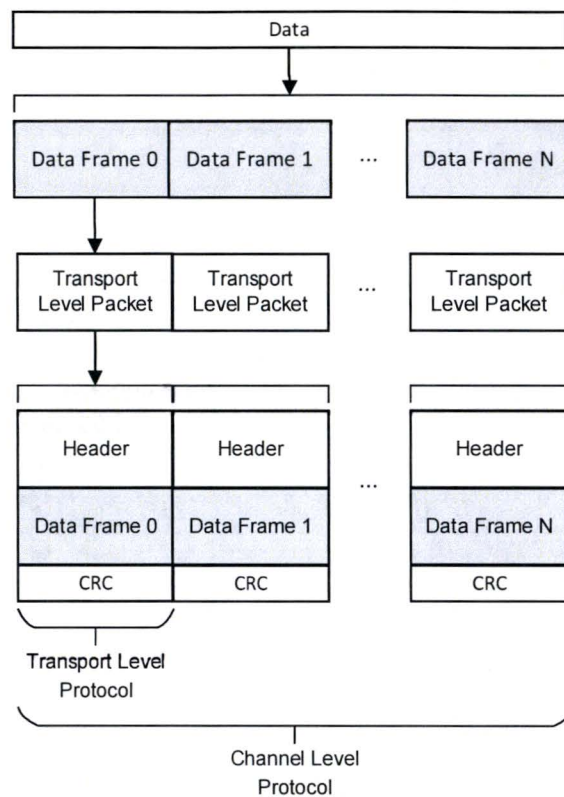 Data
Data Frame 0 Data Frame 1 ... Data Frame N
Transport Transport Transport
Level Packet Level Packet ... Level Packet
Header Header Header
...
Data Frame 0 Data Frame 1 Data Frame N
CRC CRC CRC
Transport Level
Protocol
Channel Level
Protocol